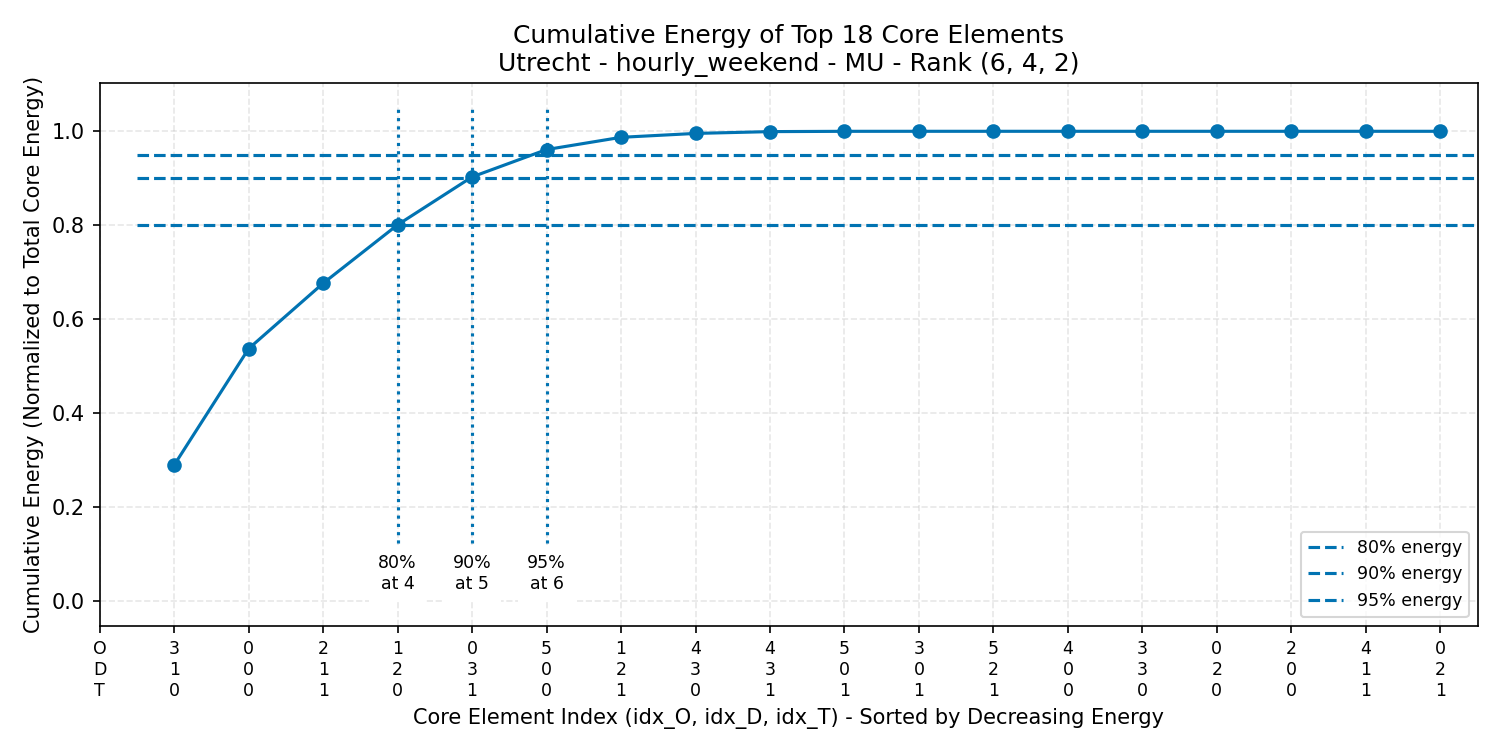 Cumulative Energy of Top 18 Core Elements
Utrecht - hourly_weekend - MU - Rank (6, 4, 2)
Cumulative Energy (Normalized to Total Core Energy)
1.0
0.8
0.6
0.4
0.2
0.0
80% 90% 95%
at 4 at 5 at 6
80% energy
90% energy
95% energy
O 3 0 2 1 0 5 1 4 4 5 3 5 4 3 0 2 4 0
D 1 0 1 2 3 0 2 3 3 0 0 2 0 3 2 0 1 2
T 0 0 1 0 1 0 1 0 1 1 1 1 0 0 0 0 1 1
Core Element Index (idx_O, idx_D, idx_T) - Sorted by Decreasing Energy